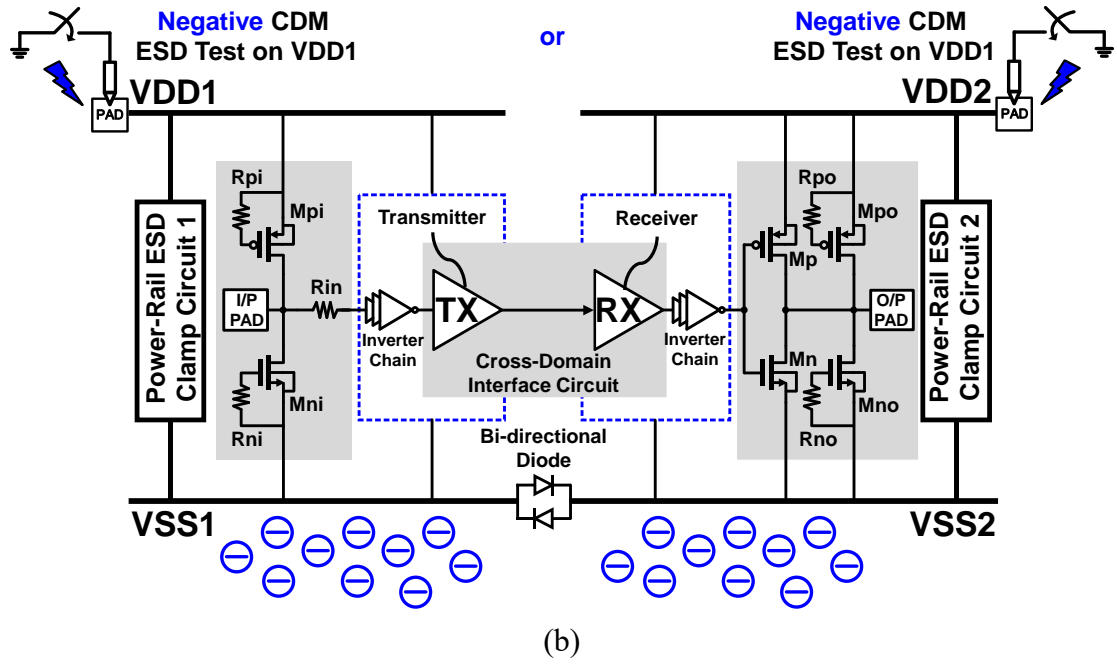 Negative CDM
ESD Test on VDD1
or
Negative CDM
ESD Test on VDD1
PAD
VDD1
VDD2
PAD
Power-Rail ESD
Clamp Circuit 1
Rpi
Mpi
I/P
PAD
Rin
Mni
Rni
Transmitter
Receiver
Inverter
Chain
TX
RX
Inverter
Chain
Cross-Domain
Interface Circuit
Rpo
Mpo
Mp
O/P
PAD
Mn
Mno
Rno
Power-Rail ESD
Clamp Circuit 2
Bi-directional
Diode
VSS1
VSS2
(b)